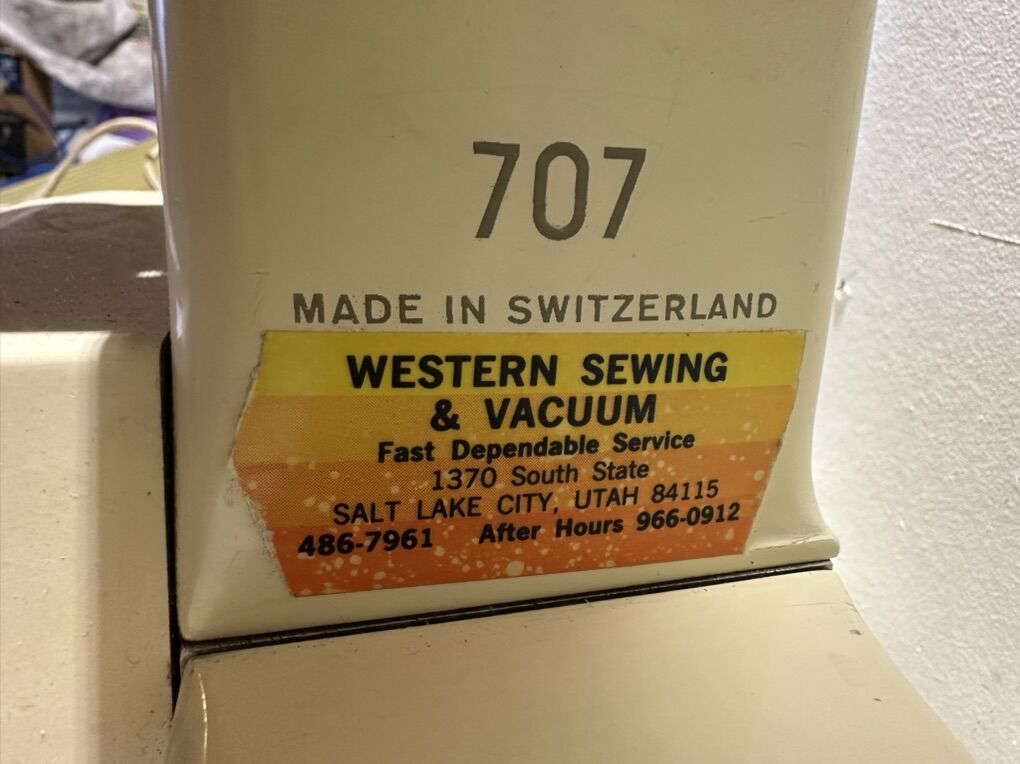 707
MADE IN SWITZERLAND
WESTERN SEWING
& VACUUM
Fast Dependable Service
1370 South State
SALT LAKE CITY, UTAH 84115
486-7961 After Hours 966-0912